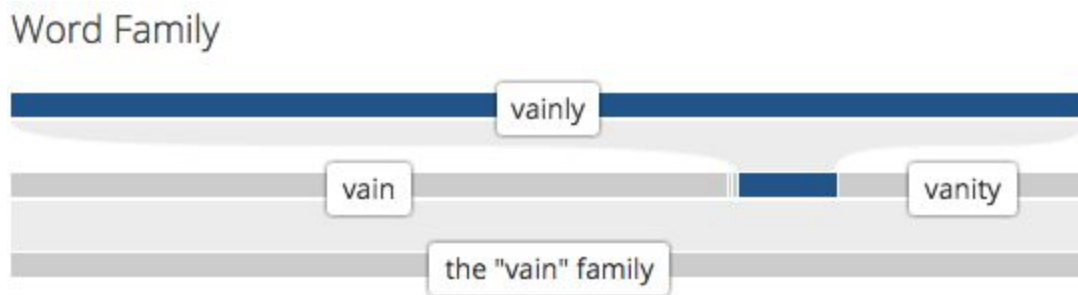 Word Family
vainly
vain vanity
the "vain" family